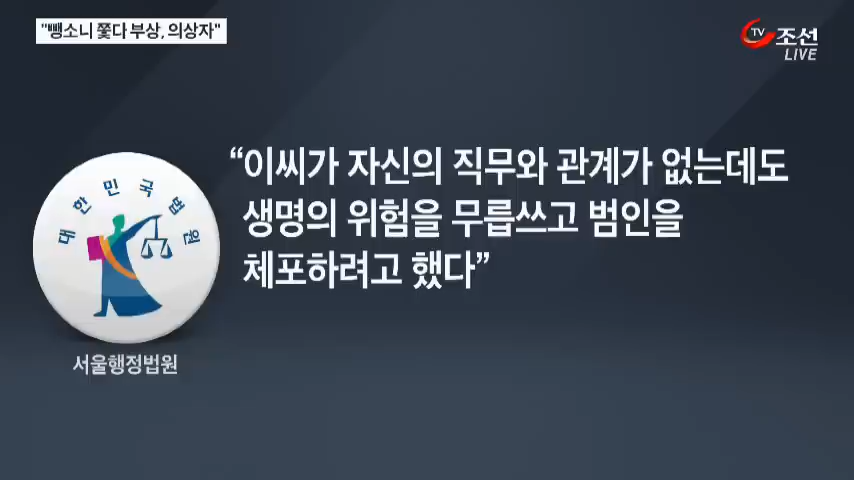 "뺑소니 쫓다 부상, 의상자"
TV조선
LIVE
“이씨가 자신의 직무와 관계가 없는데도
생명의 위험을 무릅쓰고 범인을
체포하려고 했다”
대한민국법원
서울행정법원